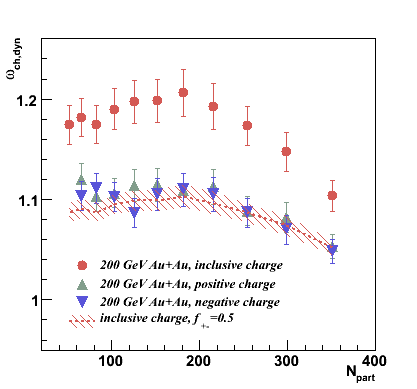 ω_ch,dyn
1.2
1.1
1
200 GeV Au+Au, inclusive charge
200 GeV Au+Au, positive charge
200 GeV Au+Au, negative charge
inclusive charge, f_+-=0.5
100 200 300 400
N_part